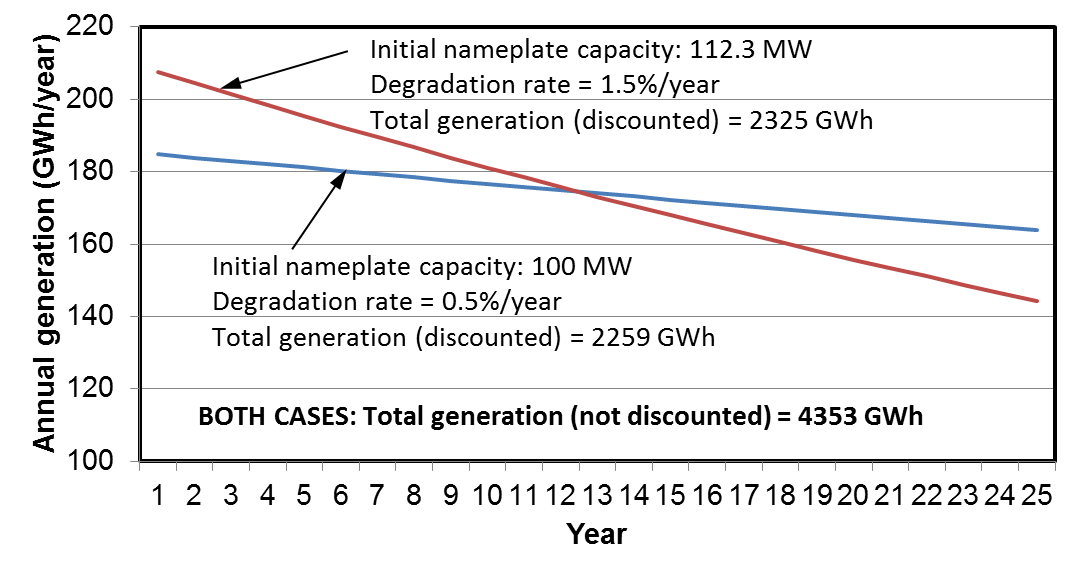 220
200
180
160
140
120
100
Annual generation (GWh/year)
Initial nameplate capacity: 112.3 MW
Degradation rate = 1.5%/year
Total generation (discounted) = 2325 GWh
Initial nameplate capacity: 100 MW
Degradation rate = 0.5%/year
Total generation (discounted) = 2259 GWh
BOTH CASES: Total generation (not discounted) = 4353 GWh
1 2 3 4 5 6 7 8 9 10 11 12 13 14 15 16 17 18 19 20 21 22 23 24 25
Year